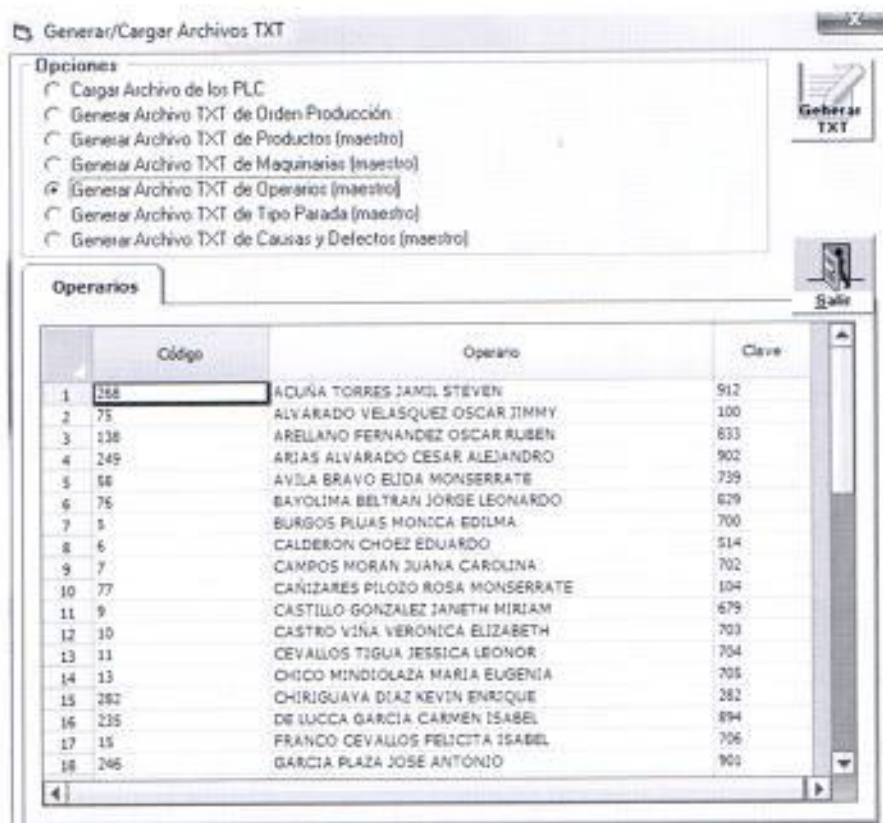 Generar/Cargar Archivos TXT
Opciones
Cargar Archivo de los PLC
Generar Archivo TXT de Orden Producción
Generar Archivo TXT de Productos (maestro)
Generar Archivo TXT de Maquinarias (maestro)
Generar Archivo TXT de Operarios (maestro)
Generar Archivo TXT de Tipo Parada (maestro)
Generar Archivo TXT de Causas y Defectos (maestro)
Generar
TXT
Salir
Operarios
Código Operario Clave
1 268 ACUÑA TORRES JAMIL STEVEN 912
2 75 ALVARADO VELASQUEZ OSCAR JIMMY 100
3 138 ARELLANO FERNANDEZ OSCAR RUBEN 633
4 249 ARIAS ALVARADO CESAR ALEJANDRO 902
5 58 AVILA BRAVO ELIDA MONSERRATE 739
6 76 BAYOLIMA BELTRAN JORGE LEONARDO 629
7 5 BURGOS PLUAS MONICA EDILMA 700
8 6 CALDERON CHOEZ EDUARDO 514
9 7 CAMPOS MORAN JUANA CAROLINA 702
10 77 CAÑIZARES PILOZO ROSA MONSERRATE 104
11 9 CASTILLO GONZALEZ JANETH MIRIAM 679
12 10 CASTRO VIÑA VERONICA ELIZABETH 703
13 11 CEVALLOS TIGUA JESSICA LEONOR 704
14 13 CHICO MINDIOLAZA MARIA EUGENIA 705
15 282 CHIRIGUAYA DIAZ KEVIN ENRIQUE 282
16 235 DE LUCCA GARCIA CARMEN ISABEL 894
17 15 FRANCO CEVALLOS FELICITA ISABEL 706
18 246 GARCIA PLAZA JOSE ANTONIO 901